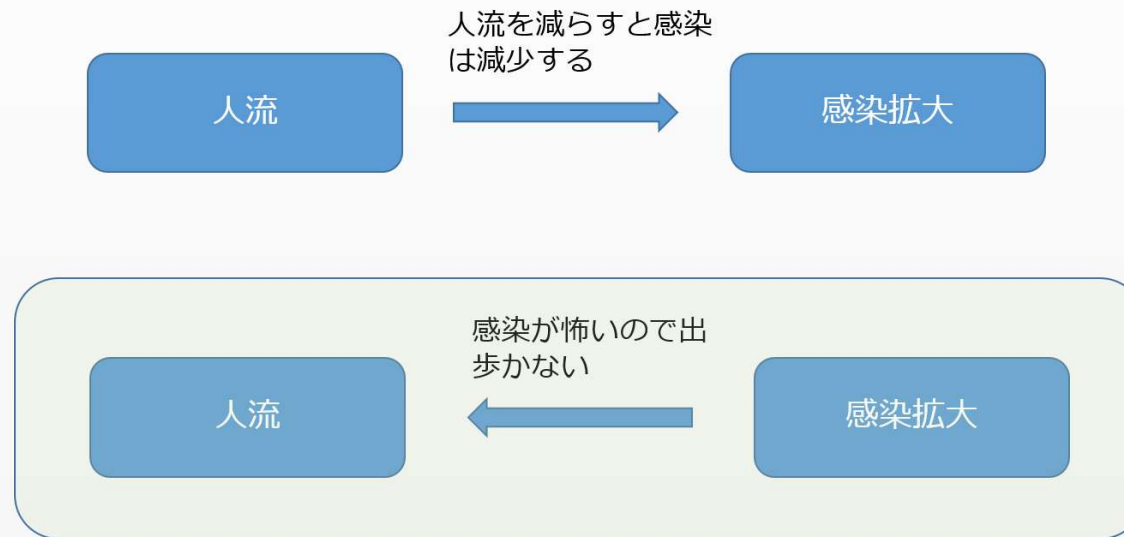 人流を減らすと感染
は減少する
人流
感染拡大
感染が怖いので出
歩かない
人流
感染拡大